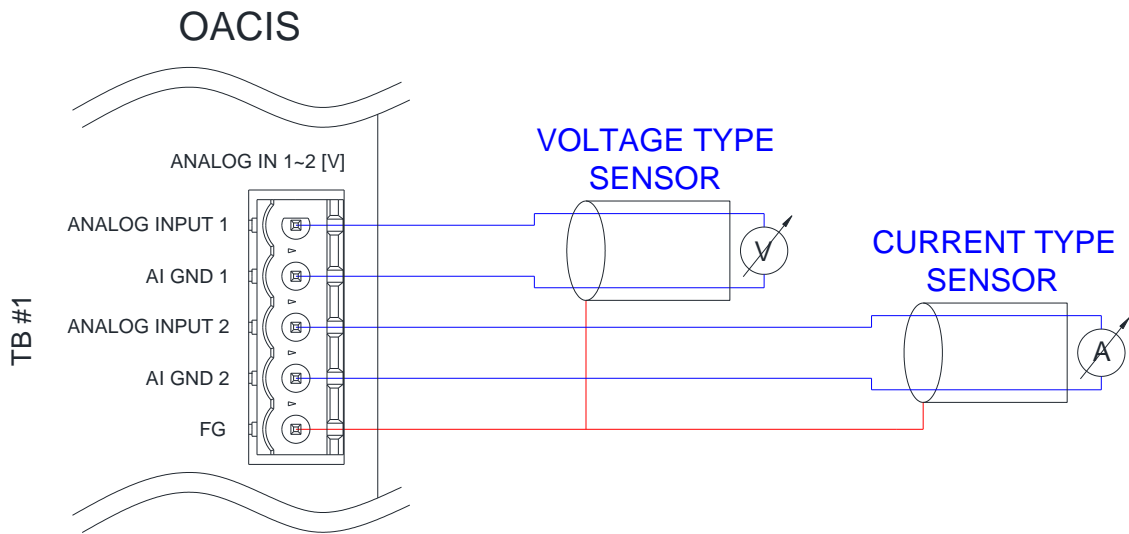 OACIS
ANALOG IN 1~2 [V]
VOLTAGE TYPE
SENSOR
ANALOG INPUT 1
V
CURRENT TYPE
SENSOR
AI GND 1
TB #1
ANALOG INPUT 2
A
AI GND 2
FG